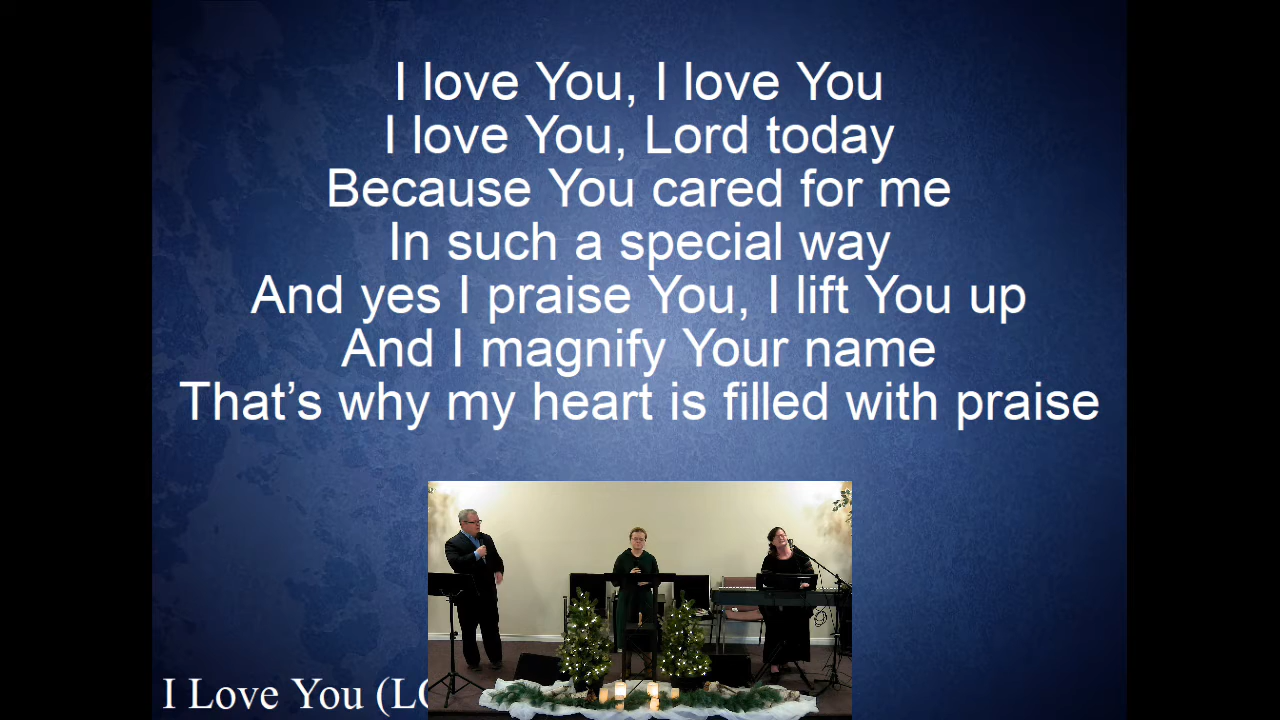 I love You, I love You
I love You, Lord today
Because You cared for me
In such a special way
And yes I praise You, I lift You up
And I magnify Your name
That’s why my heart is filled with praise
I Love You (L